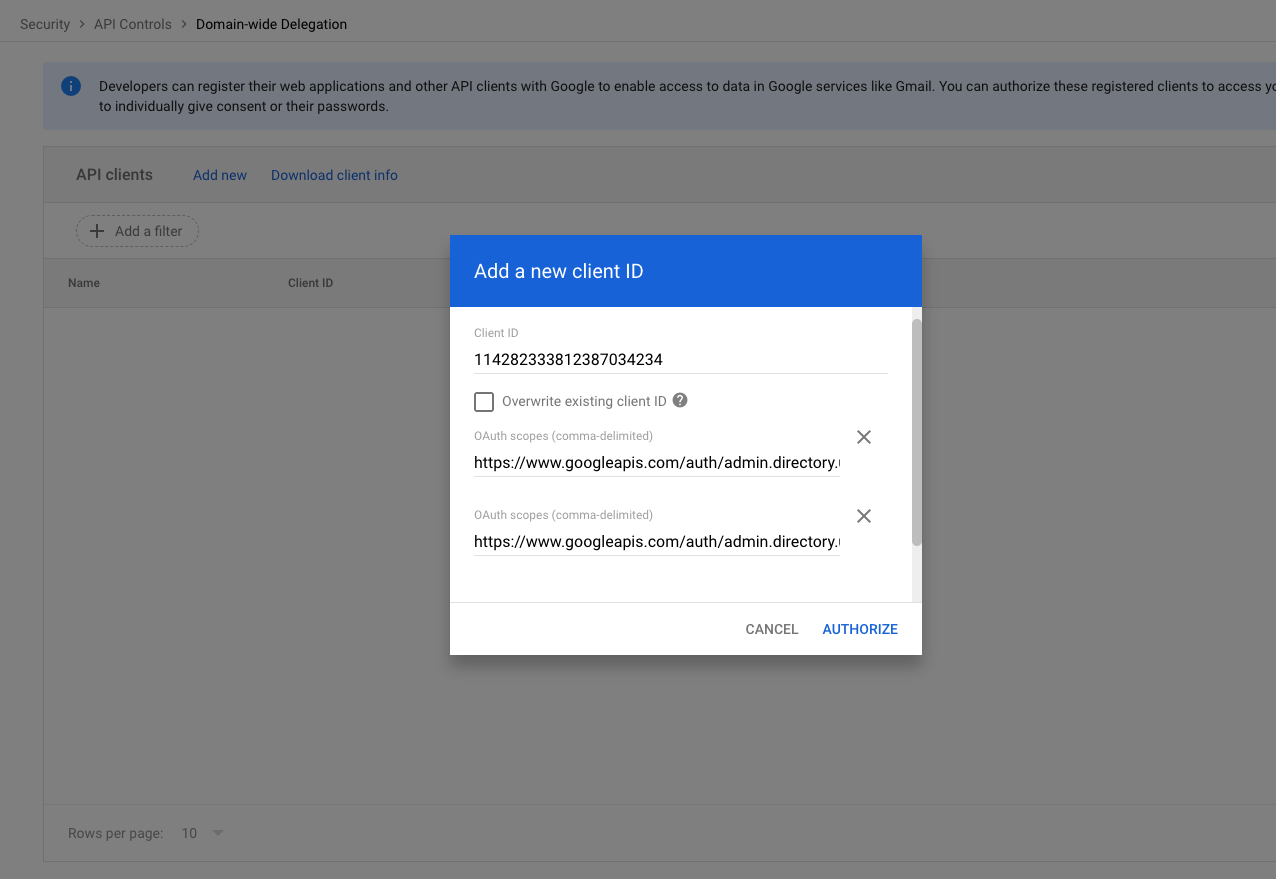 Security > API Controls > Domain-wide Delegation
Developers can register their web applications and other API clients with Google to enable access to data in Google services like Gmail. You can authorize these registered clients to access
to individually give consent or their passwords.
API clients Add new Download client info
Add a filter
Name Client ID
Add a new client ID
Client ID
114282333812387034234
Overwrite existing client ID
OAuth scopes (comma-delimited)
https://www.googleapis.com/auth/admin.directory.
OAuth scopes (comma-delimited)
https://www.googleapis.com/auth/admin.directory.
CANCEL AUTHORIZE
Rows per page: 10